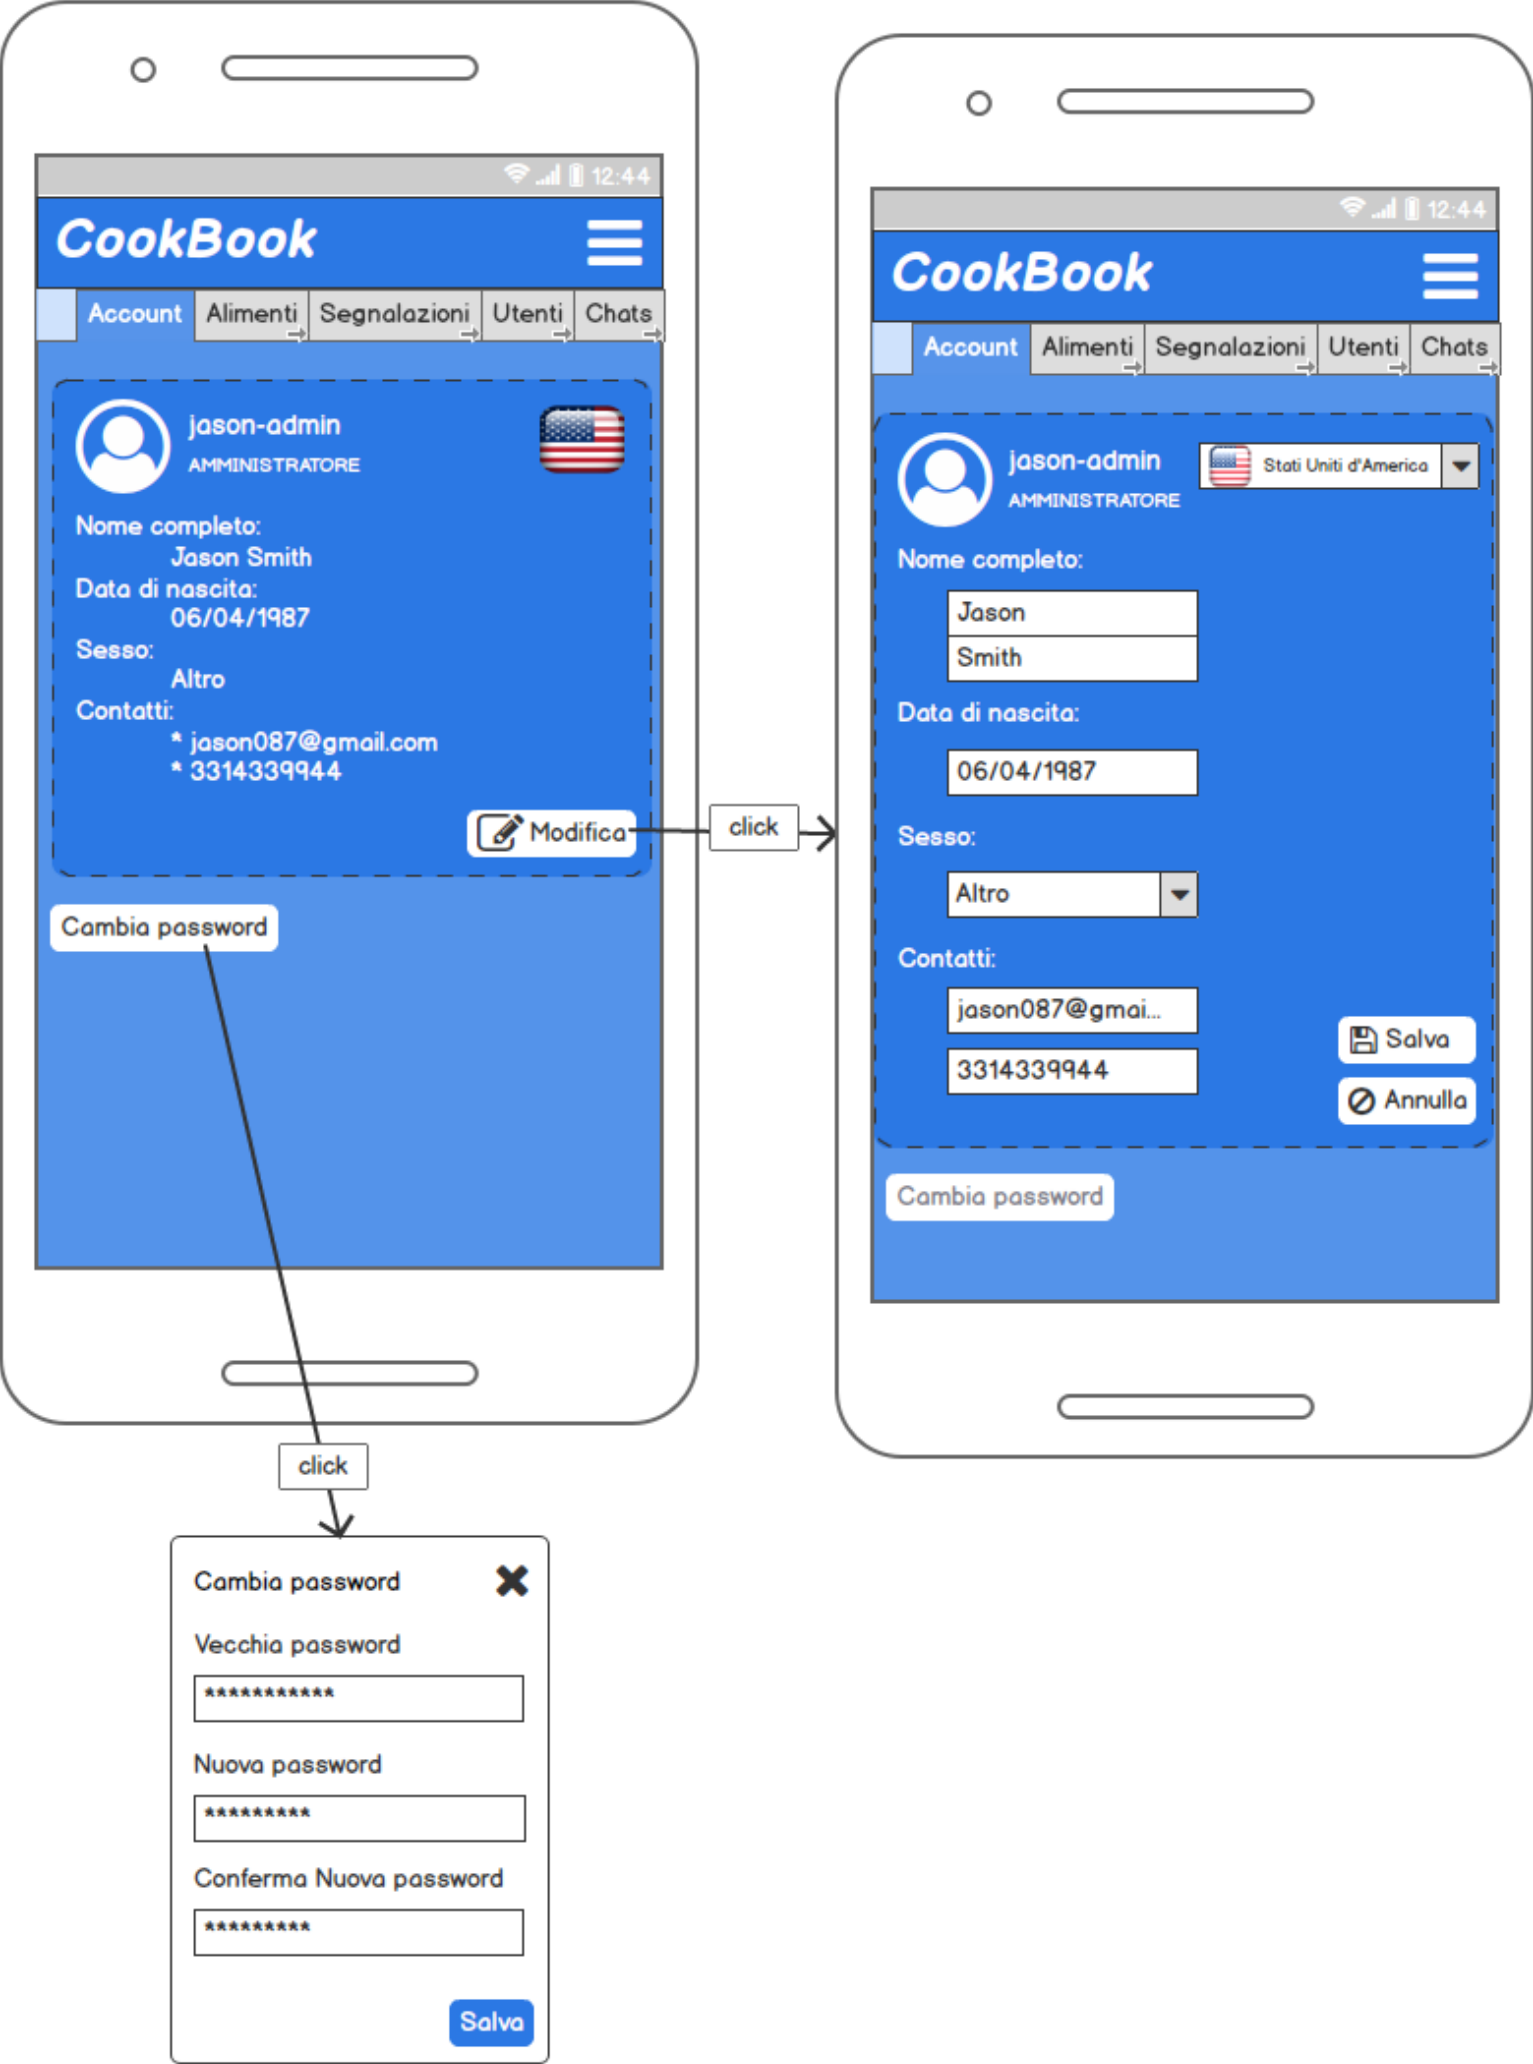 12:44
CookBook
Account Alimenti Segnalazioni Utenti Chats
jason-admin
AMMINISTRATORE
Nome completo:
Jason Smith
Data di nascita:
06/04/1987
Sesso:
Altro
Contatti:
* jason087@gmail.com
* 3314339944
Modifica
Cambia password
click
12:44
CookBook
Account Alimenti Segnalazioni Utenti Chats
jason-admin
Stati Uniti d'America
AMMINISTRATORE
Nome completo:
Jason
Smith
Data di nascita:
06/04/1987
Sesso:
Altro
Contatti:
jason087@gmai...
3314339944
Salva
Annulla
Cambia password
click
Cambia password
Vecchia password
***********
Nuova password
*********
Conferma Nuova password
*********
Salva